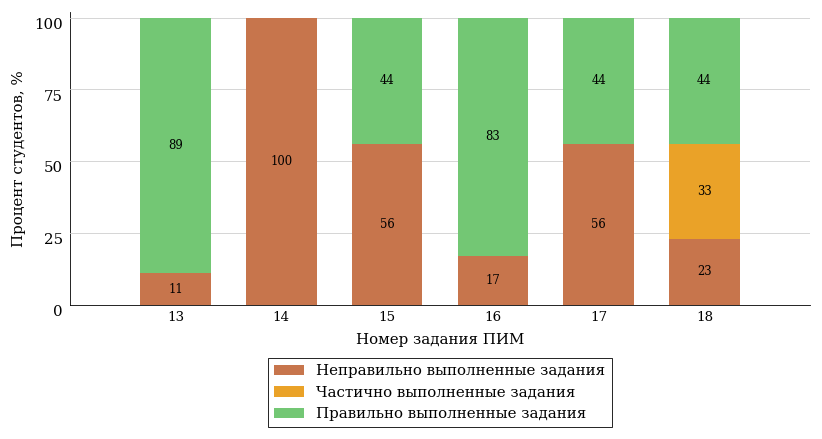 Процент студентов, %
100
75
50
25
0
89
11
100
44
56
83
17
44
56
44
33
23
13 14 15 16 17 18
Номер задания ПИМ
Неправильно выполненные задания
Частично выполненные задания
Правильно выполненные задания